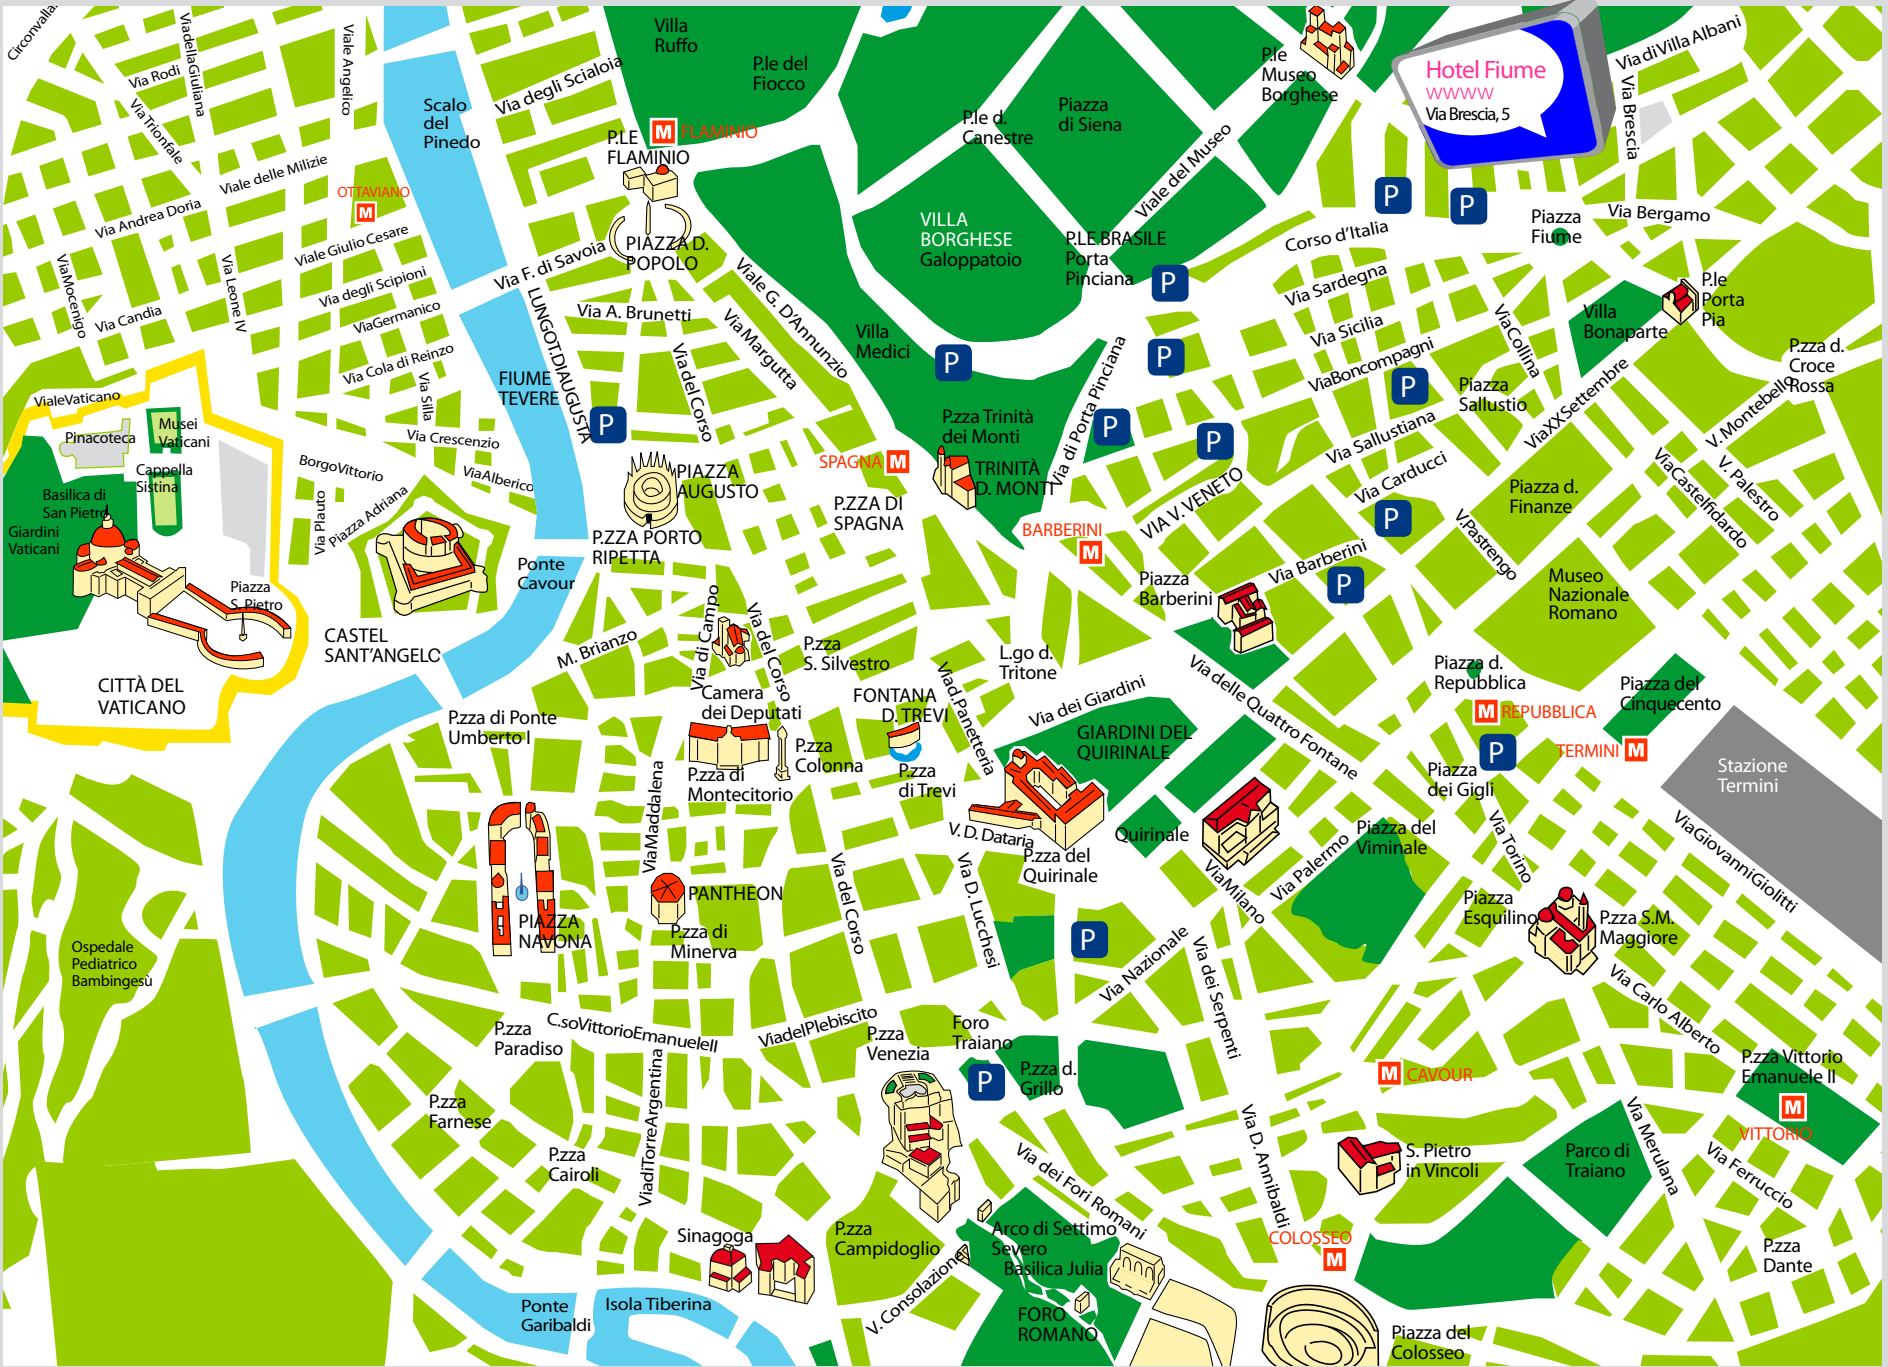 Circonvalla
Via della Giuliana
Via Rodi
Via Trionfale
Viale Angelico
Viale delle Milizie
Via Andrea Doria
OTTAVIANO
M
Viale Giulio Cesare
Via degli Scipioni
Via Germanico
Via Mocenigo
Via Leone IV
Via Candia
Via Cola di Reinzo
Via Silla
Via Crescenzio
Via Alberico
Scalo
del
Pinedo
Via degli Scialoia
Villa
Ruffo
P.le del
Fiocco
P.LE
FLAMINIO
M FLAMINIO
PIAZZA D.
POPOLO
Via F. di Savoia
LUNGOT.DI AUGUSTA
Via A. Brunetti
Via Margutta
Viale G. D'Annunzio
Via del Corso
FIUME
TEVERE
P
P.le d.
Canestre
Piazza
di Siena
Viale del Museo
VILLA
BORGHESE
Galoppatoio
P.LE BRASILE
Porta
Pinciana
P
P.le
Museo
Borghese
Hotel Fiume
WWWW
Via Brescia, 5
Via di Villa Albani
Via Brescia
P
P
Piazza
Fiume
Via Bergamo
Corso d'Italia
Via Sardegna
Via Sicilia
Via Boncompagni
P
Via Collina
Piazza
Sallustio
Villa
Bonaparte
P.le
Porta
Pia
P.zza d.
Croce
Rossa
V. Montebello
Via XX Settembre
Via Sallustiana
Via Carducci
V. Palestro
Via Castelfidardo
Piazza d.
Finanze
V. Pastrengo
Museo
Nazionale
Romano
Villa
Medici
P
P
P
P
Via di Porta Pinciana
P.zza Trinità
dei Monti
TRINITÀ
D. MONTI
SPAGNA M
P.ZZA DI
SPAGNA
BARBERINI
M
VIA V. VENETO
P
Via Barberini
P
Piazza
Barberini
Viale Vaticano
Pinacoteca
Musei
Vaticani
Cappella
Sistina
Basilica di
San Pietro
Giardini
Vaticani
Piazza
S. Pietro
CITTÀ DEL
VATICANO
Borgo Vittorio
Via Plauto
Piazza Adriana
CASTEL
SANT'ANGELO
Ponte
Cavour
PIAZZA
AUGUSTO
P.ZZA PORTO
RIPETTA
M. Brianzo
Via di Campo
Via del Corso
P.zza
S. Silvestro
Camera
dei Deputati
P.zza
Colonna
P.zza di
Montecitorio
FONTANA
D. TREVI
P.zza
di Trevi
Via d. Panetteria
L.go d.
Tritone
Via dei Giardini
GIARDINI DEL
QUIRINALE
Via delle Quattro Fontane
Quirinale
V. D. Dataria
P.zza del
Quirinale
Via Milano
Via Palermo
Piazza del
Viminale
Piazza d.
Repubblica
M REPUBBLICA
P
Piazza
dei Gigli
Piazza del
Cinquecento
TERMINI M
Stazione
Termini
Via Giovanni Giolitti
Via Torino
Piazza
Esquilino
P.zza S.M.
Maggiore
Via Carlo Alberto
P.zza di Ponte
Umberto I
Via Maddalena
PIAZZA
NAVONA
PANTHEON
P.zza di
Minerva
Via del Corso
Via D. Lucchesi
P
Via Nazionale
Via dei Serpenti
Ospedale
Pediatrico
Bambingesù
P.zza
Paradiso
C.so Vittorio Emanuele II
Via del Plebiscito
P.zza
Venezia
Foro
Traiano
P
P.zza d.
Grillo
M CAVOUR
P.zza Vittorio
Emanuele II
M
VITTORIO
P.zza
Farnese
P.zza
Cairoli
Via di Torre Argentina
Via dei Fori Romani
Via D. Annibaldi
S. Pietro
in Vincoli
Parco di
Traiano
Via Merulana
Via Ferruccio
P.zza
Dante
Sinagoga
P.zza
Campidoglio
V. Consolazione
Arco di Settimo
Severo
Basilica Julia
FORO
ROMANO
COLOSSEO
M
Piazza del
Colosseo
Ponte
Garibaldi
Isola Tiberina